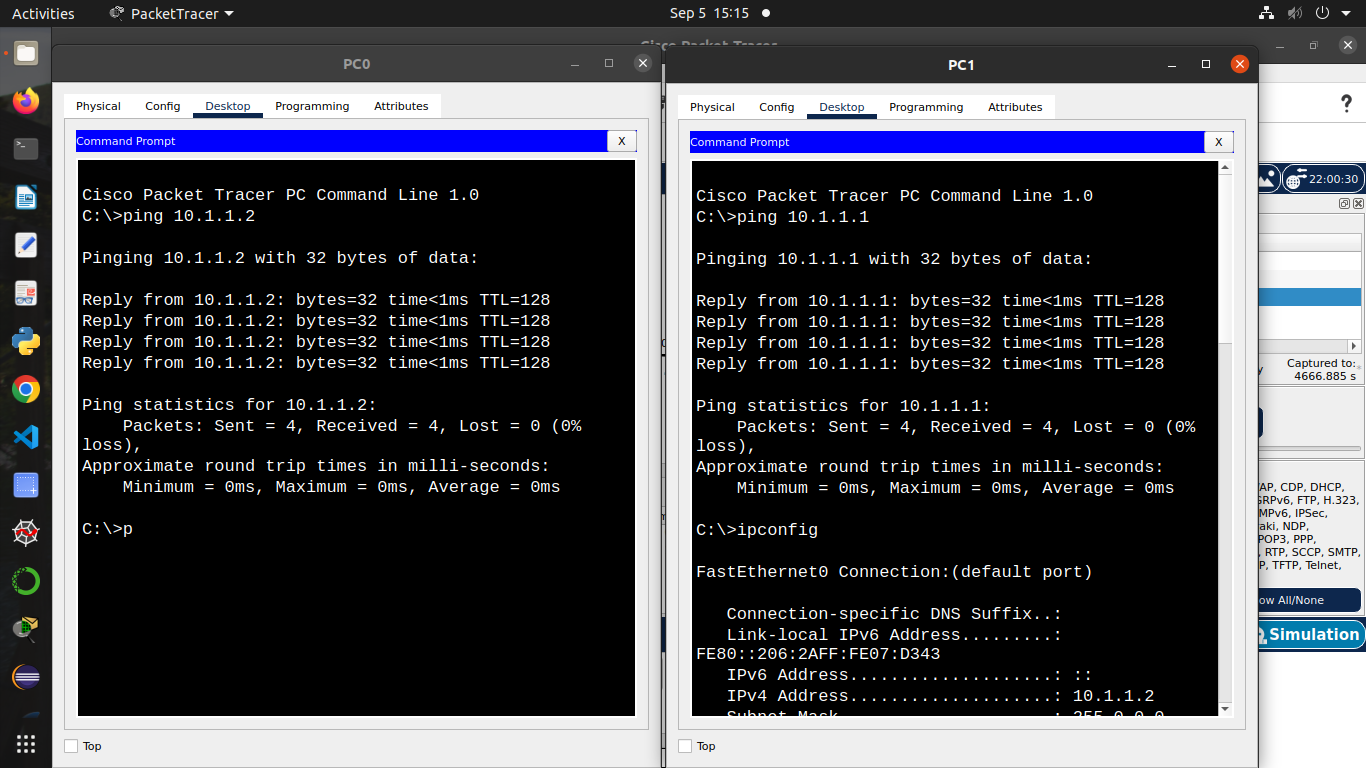 Activities
PacketTracer
Sep 5 15:15
PC0
Physical
Config
Desktop
Programming
Attributes
Command Prompt
X
Cisco Packet Tracer PC Command Line 1.0
C:\>ping 10.1.1.2
Pinging 10.1.1.2 with 32 bytes of data:
Reply from 10.1.1.2: bytes=32 time<1ms TTL=128
Reply from 10.1.1.2: bytes=32 time<1ms TTL=128
Reply from 10.1.1.2: bytes=32 time<1ms TTL=128
Reply from 10.1.1.2: bytes=32 time<1ms TTL=128
Ping statistics for 10.1.1.2:
Packets: Sent = 4, Received = 4, Lost = 0 (0%
loss),
Approximate round trip times in milli-seconds:
Minimum = 0ms, Maximum = 0ms, Average = 0ms
C:\>p
Top
PC1
Physical
Config
Desktop
Programming
Attributes
Command Prompt
X
Cisco Packet Tracer PC Command Line 1.0
C:\>ping 10.1.1.1
Pinging 10.1.1.1 with 32 bytes of data:
Reply from 10.1.1.1: bytes=32 time<1ms TTL=128
Reply from 10.1.1.1: bytes=32 time<1ms TTL=128
Reply from 10.1.1.1: bytes=32 time<1ms TTL=128
Reply from 10.1.1.1: bytes=32 time<1ms TTL=128
Ping statistics for 10.1.1.1:
Packets: Sent = 4, Received = 4, Lost = 0 (0%
loss),
Approximate round trip times in milli-seconds:
Minimum = 0ms, Maximum = 0ms, Average = 0ms
C:\>ipconfig
FastEthernet0 Connection:(default port)
Connection-specific DNS Suffix..:
Link-local IPv6 Address.........:
FE80::206:2AFF:FE07:D343
IPv6 Address....................: ::
IPv4 Address....................: 10.1.1.2
Subnet Mask.....................: 255.0.0.0
Top
?
22:00:30
Captured to:
4666.885 s
CDP, DHCP,
FTP, H.323,
IPSec,
NDP,
POP3, PPP,
RTP, SCCP, SMTP,
TFTP, Telnet,
All/None
Simulation